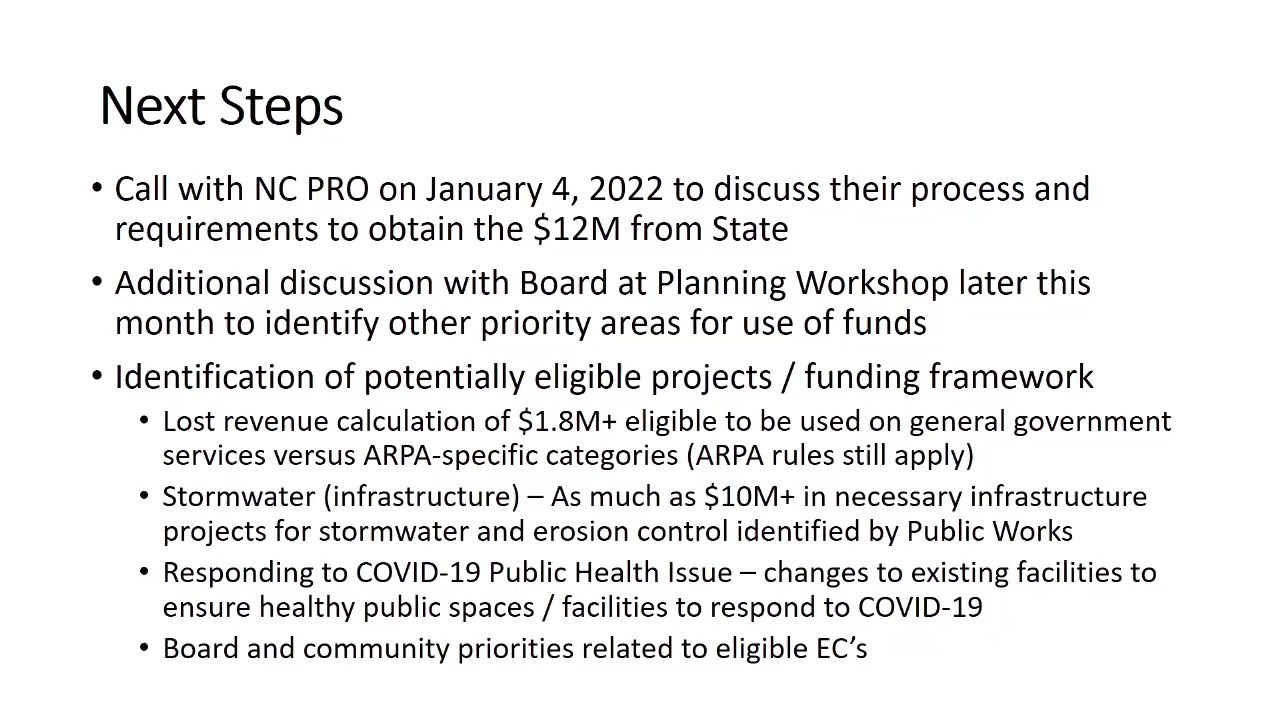 Next Steps
• Call with NC PRO on January 4, 2022 to discuss their process and
requirements to obtain the $12M from State
• Additional discussion with Board at Planning Workshop later this
month to identify other priority areas for use of funds
• Identification of potentially eligible projects / funding framework
• Lost revenue calculation of $1.8M+ eligible to be used on general government
services versus ARPA-specific categories (ARPA rules still apply)
• Stormwater (infrastructure) – As much as $10M+ in necessary infrastructure
projects for stormwater and erosion control identified by Public Works
• Responding to COVID-19 Public Health Issue – changes to existing facilities to
ensure healthy public spaces / facilities to respond to COVID-19
• Board and community priorities related to eligible EC’s